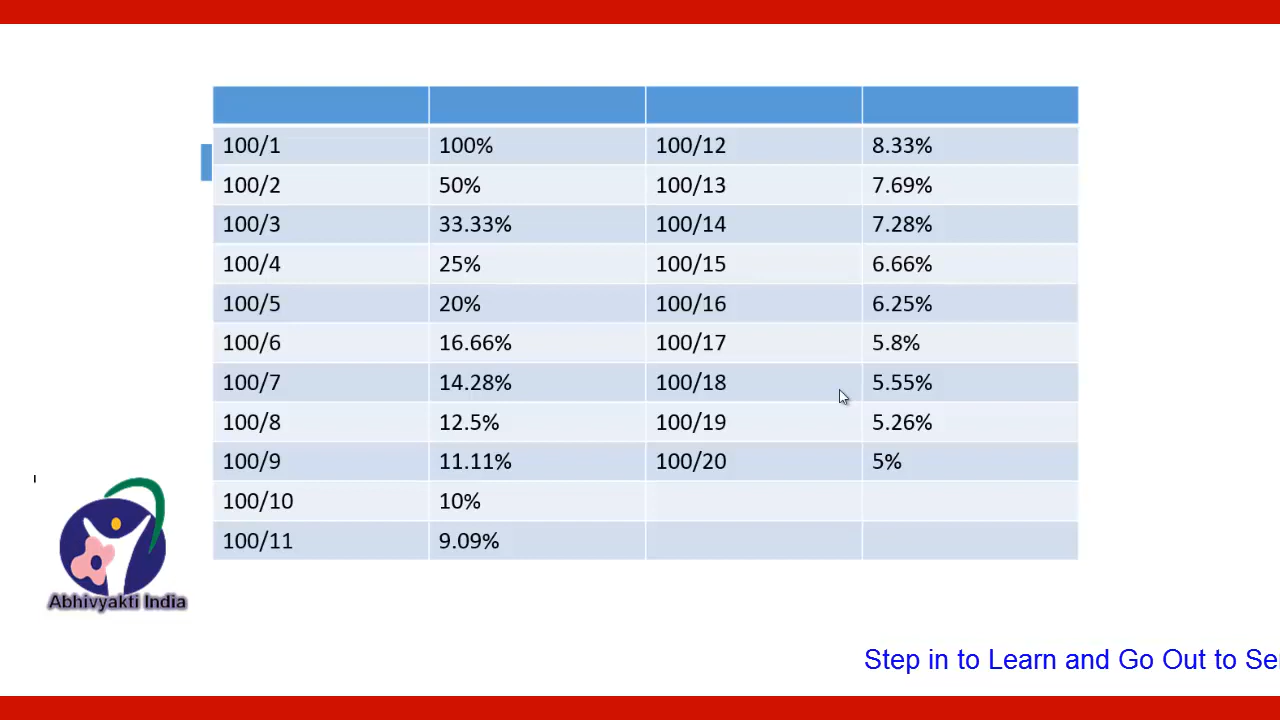 100/1 100% 100/12 8.33%
100/2 50% 100/13 7.69%
100/3 33.33% 100/14 7.28%
100/4 25% 100/15 6.66%
100/5 20% 100/16 6.25%
100/6 16.66% 100/17 5.8%
100/7 14.28% 100/18 5.55%
100/8 12.5% 100/19 5.26%
100/9 11.11% 100/20 5%
100/10 10%
100/11 9.09%
Abhivyakti India
Step in to Learn and Go Out to Se